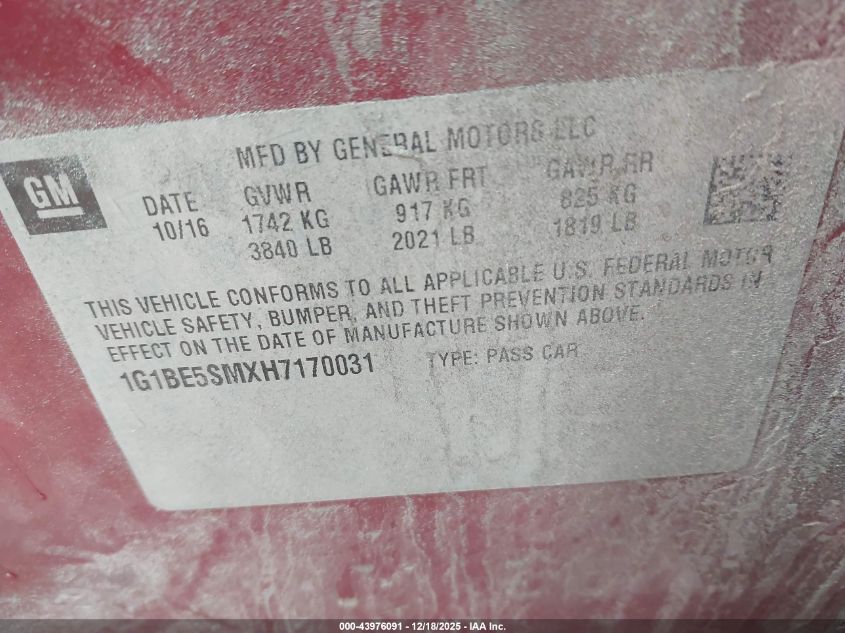 GM
MFD BY GENERAL MOTORS LLC
DATE GVWR GAWR FRT GAWR RR
10/16 1742 KG 917 KG 825 KG
3840 LB 2021 LB 1819 LB
THIS VEHICLE CONFORMS TO ALL APPLICABLE U.S. FEDERAL MOTOR
VEHICLE SAFETY, BUMPER, AND THEFT PREVENTION STANDARDS IN
EFFECT ON THE DATE OF MANUFACTURE SHOWN ABOVE.
1G1BE5SMXH7170031 TYPE: PASS CAR
000-43976091 - 12/18/2025 - IAA Inc.